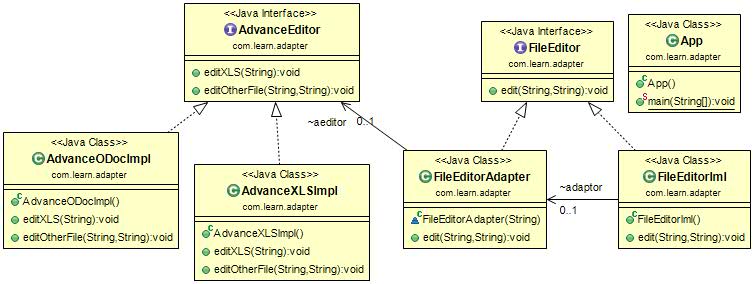 <<Java Interface>>
AdvanceEditor
com.learn.adapter
editXLS(String):void
editOtherFile(String,String):void
<<Java Interface>>
FileEditor
com.learn.adapter
edit(String,String):void
<<Java Class>>
App
com.learn.adapter
App()
main(String[]):void
~aeditor
0..1
<<Java Class>>
AdvanceODocImpl
com.learn.adapter
AdvanceODocImpl()
editXLS(String):void
editOtherFile(String,String):void
<<Java Class>>
AdvanceXLSImpl
com.learn.adapter
AdvanceXLSImpl()
editXLS(String):void
editOtherFile(String,String):void
<<Java Class>>
FileEditorAdapter
com.learn.adapter
FileEditorAdapter(String)
edit(String,String):void
~adaptor
0..1
<<Java Class>>
FileEditorIml
com.learn.adapter
FileEditorIml()
edit(String,String):void